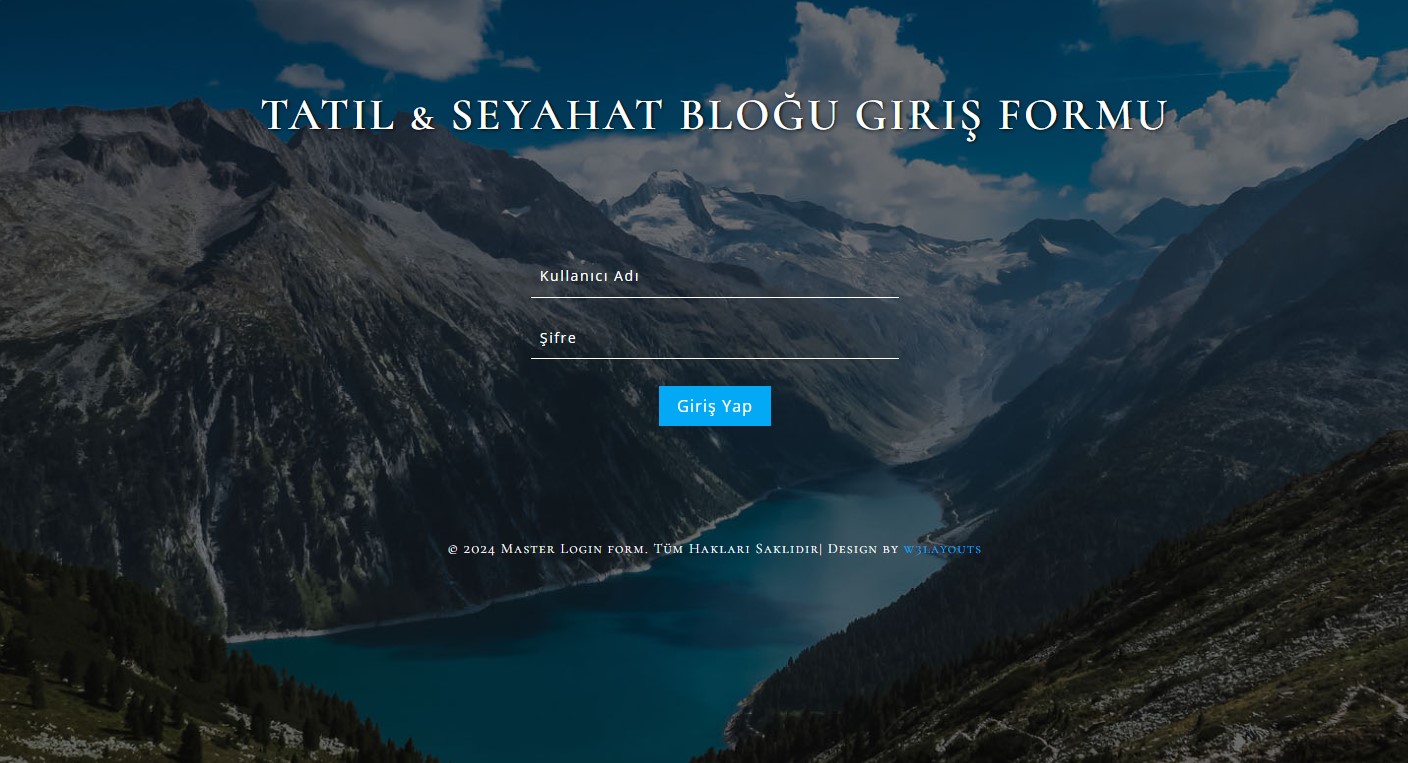 TATIL & SEYAHAT BLOĞU GIRIŞ FORMU
Kullanıcı Adı
Şifre
Giriş Yap
© 2024 Master Login form. Tüm Hakları Saklıdır| Design by w3layouts